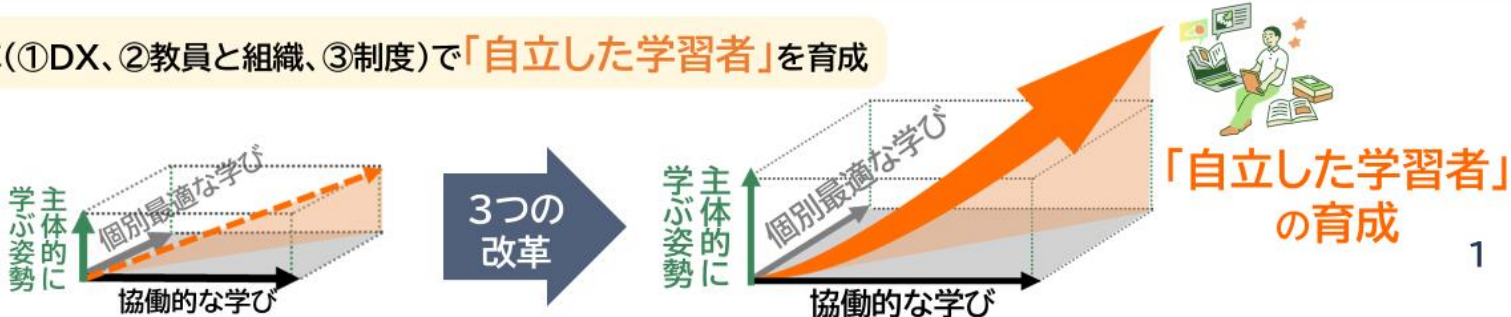 (①DX、②教員と組織、③制度)で「自立した学習者」を育成
主体的に
学ぶ姿勢
個別最適な学び
協働的な学び
3つの
改革
主体的に
学ぶ姿勢
個別最適な学び
協働的な学び
「自立した学習者」
の育成
1